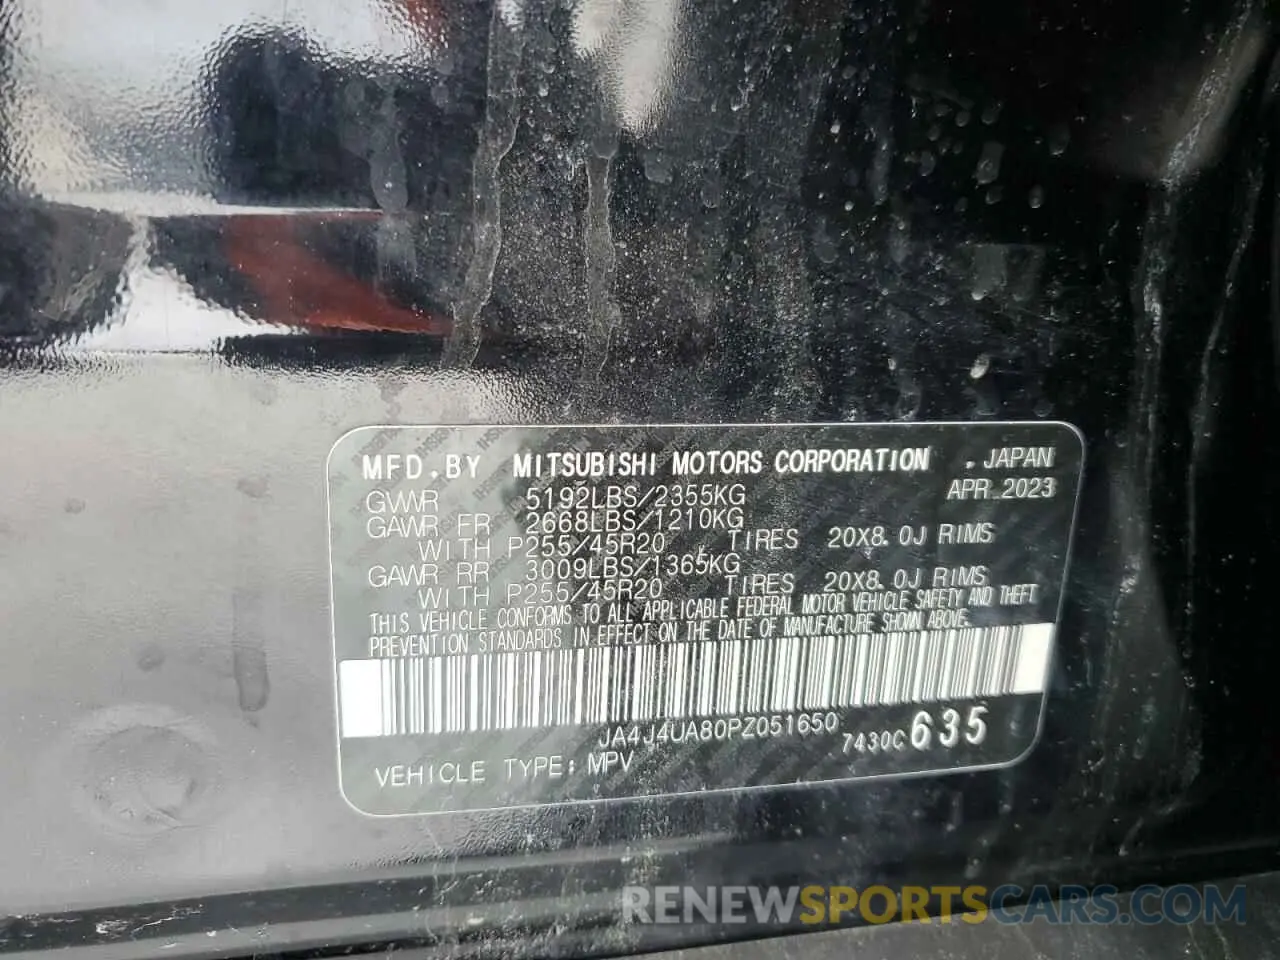 MFD.BY MITSUBISHI MOTORS CORPORATION . JAPAN
APR.2023
GVWR 5192LBS/2355KG
GAWR FR 2668LBS/1210KG
WITH P255/45R20 , TIRES 20X8.0J RIMS
GAWR RR 3009LBS/1365KG
WITH P255/45R20 TIRES 20X8.0J RIMS
THIS VEHICLE CONFORMS TO ALL APPLICABLE FEDERAL MOTOR VEHICLE SAFETY AND THEFT
PREVENTION STANDARDS IN EFFECT ON THE DATE OF MANUFACTURE SHOWN ABOVE.
JA4J4UA80PZ051650 7430C635
VEHICLE TYPE: MPV
RENEWSPORTSCARS.COM